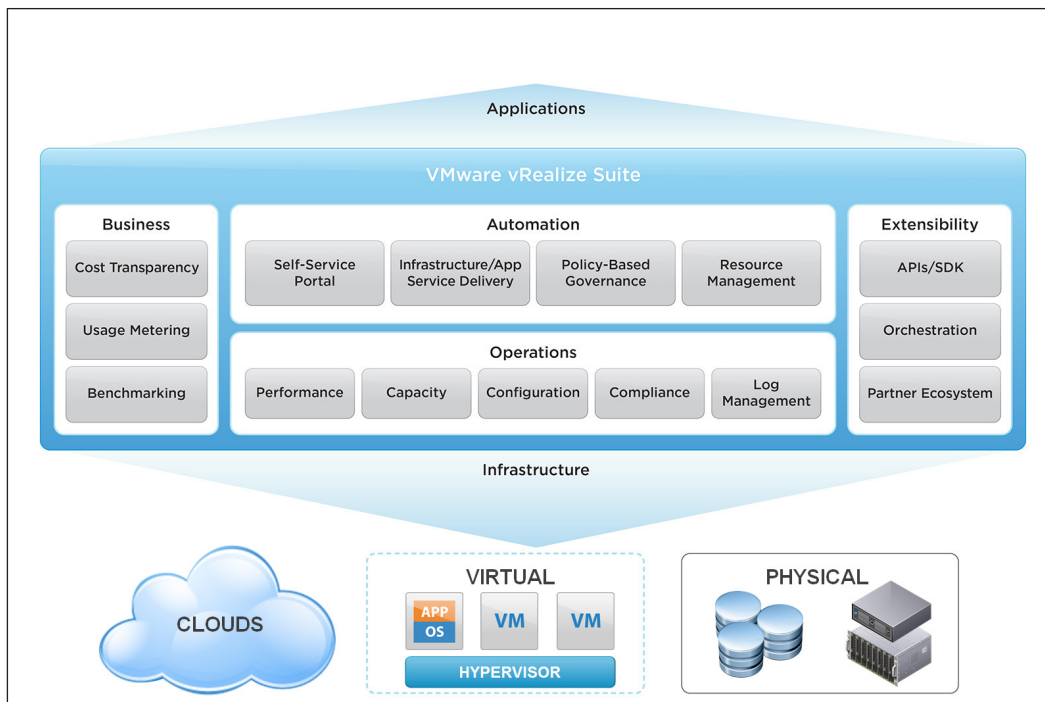 Applications
VMware vRealize Suite
Business
Cost Transparency
Usage Metering
Benchmarking
Automation
Self-Service
Portal
Infrastructure/App
Service Delivery
Policy-Based
Governance
Resource
Management
Operations
Performance
Capacity
Configuration
Compliance
Log
Management
Extensibility
APIs/SDK
Orchestration
Partner Ecosystem
Infrastructure
CLOUDS
VIRTUAL
APP
OS
VM
VM
HYPERVISOR
PHYSICAL